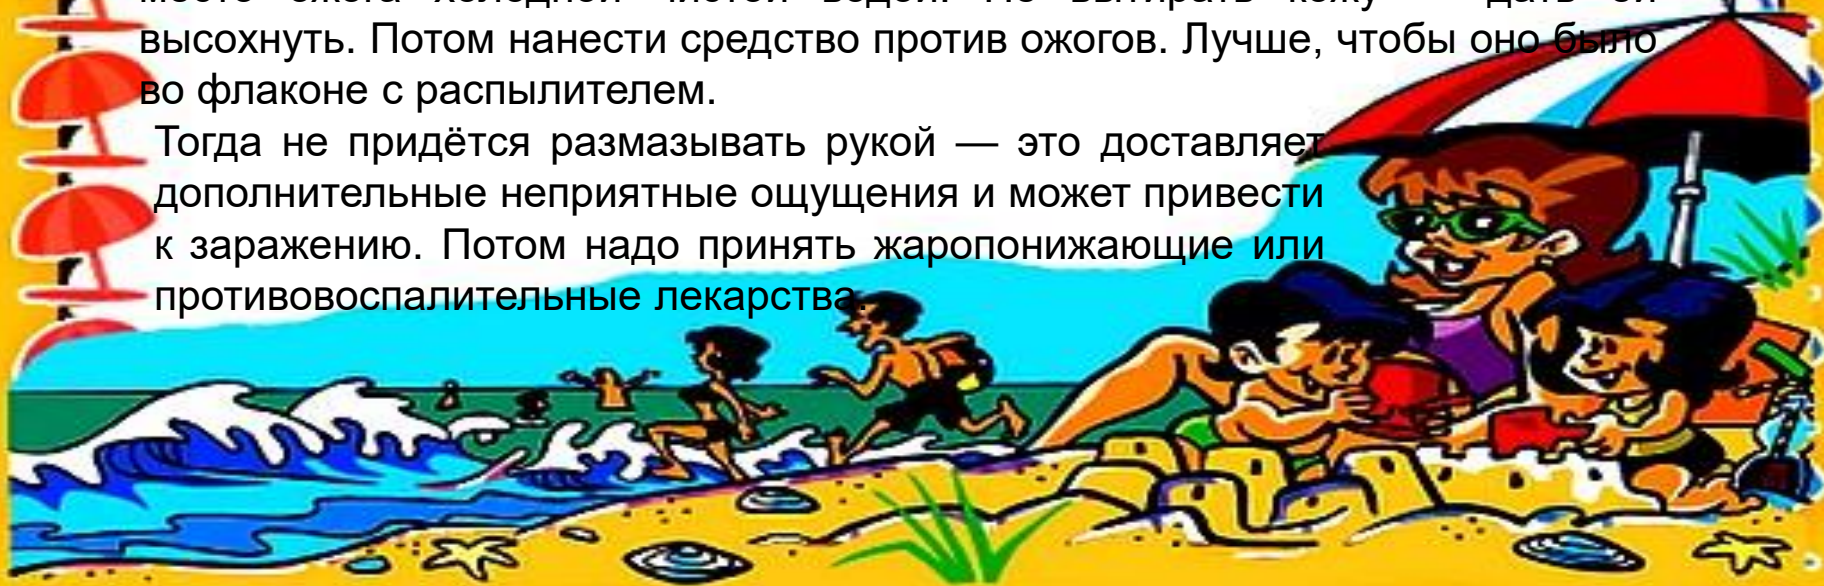 высохнуть. Потом нанести средство против ожогов. Лучше, чтобы оно было
во флаконе с распылителем.
Тогда не придётся размазывать рукой — это доставляет
дополнительные неприятные ощущения и может привести
к заражению. Потом надо принять жаропонижающие или
противовоспалительные лекарства.